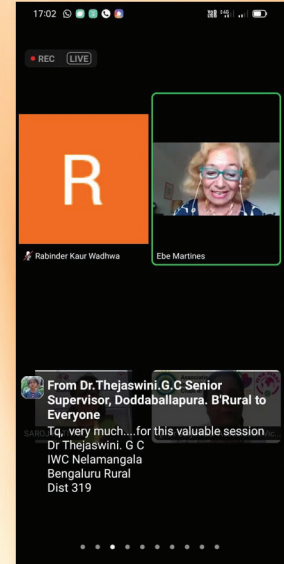 17:02
REC LIVE
R
Rabinder Kaur Wadhwa
Ebe Martines
From Dr.Thejaswini.G.C Senior
Supervisor, Doddaballapura. B'Rural to
Everyone
Tq, very much....for this valuable session
Dr Thejaswini. G C
IWC Nelamangala
Bengaluru Rural
Dist 319